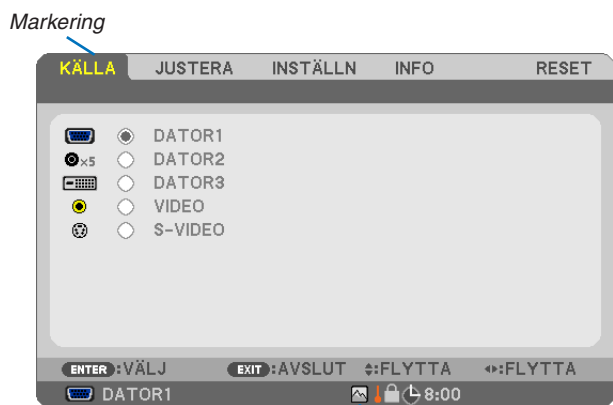 Markering
KÄLLA JUSTERA INSTÄLLN INFO RESET
DATOR1
×5 DATOR2
DATOR3
VIDEO
S-VIDEO
ENTER:VÄLJ EXIT:AVSLUT :FLYTTA :FLYTTA
DATOR1 8:00